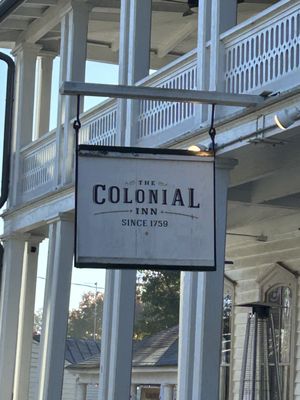 THE
COLONIAL
INN
SINCE 1759